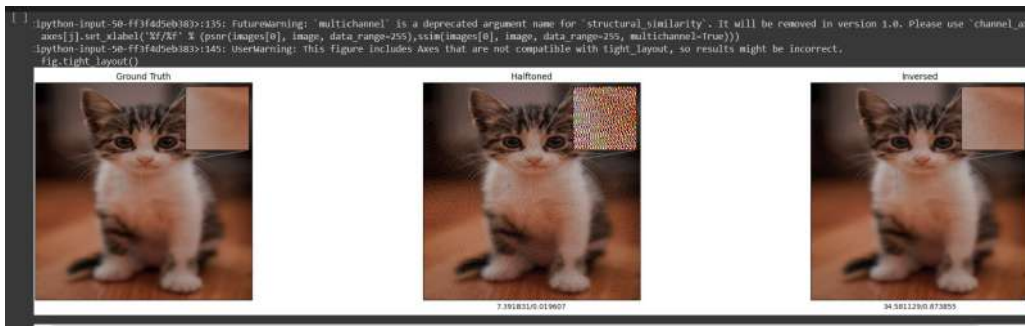 [ ] ipython-input-50-ff3f4d5eb383>:135: FutureWarning: `multichannel` is a deprecated argument name for `structural_similarity`. It will be removed in version 1.0. Please use `channel_a
axes[j].set_xlabel('%f/%f' % (psnr(images[0], image, data_range=255),ssim(images[0], image, data_range=255, multichannel=True)))
ipython-input-50-ff3f4d5eb383>:145: UserWarning: This figure includes Axes that are not compatible with tight_layout, so results might be incorrect.
fig.tight_layout()
Ground Truth Halftoned Inversed
7.391831/0.019607 34.581129/0.873855